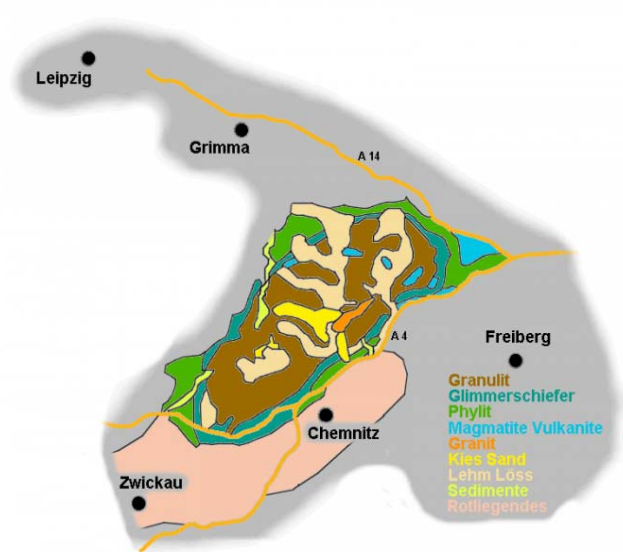 Leipzig
Grimma
A 14
A 4
Freiberg
Granulit
Glimmerschiefer
Phylit
Magmatite Vulkanite
Granit
Kies Sand
Lehm Löss
Sedimente
Rotliegendes
Chemnitz
Zwickau